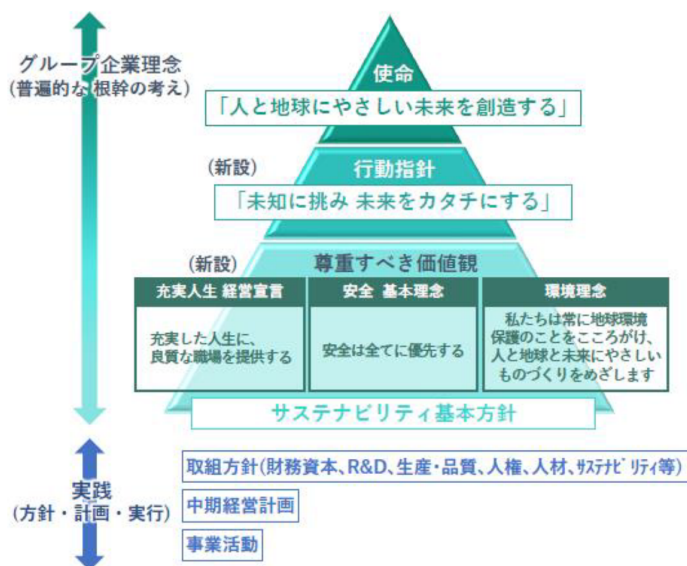 使命
グループ企業理念
(普遍的な 根幹の考え)
「人と地球にやさしい未来を創造する」
(新設)
行動指針
「未知に挑み 未来をカタチにする」
(新設)
尊重すべき価値観
充実人生 経営宣言
安全 基本理念
環境理念
充実した人生に、
良質な職場を提供する
安全は全てに優先する
私たちは常に地球環境
保護のことをこころがけ、
人と地球と未来にやさしい
ものづくりをめざします
サステナビリティ基本方針
実践
(方針・計画・実行)
取組方針(財務資本、R&D、生産・品質、人権、人材、ｻｽﾃﾅﾋﾞﾘﾃｨ等)
中期経営計画
事業活動